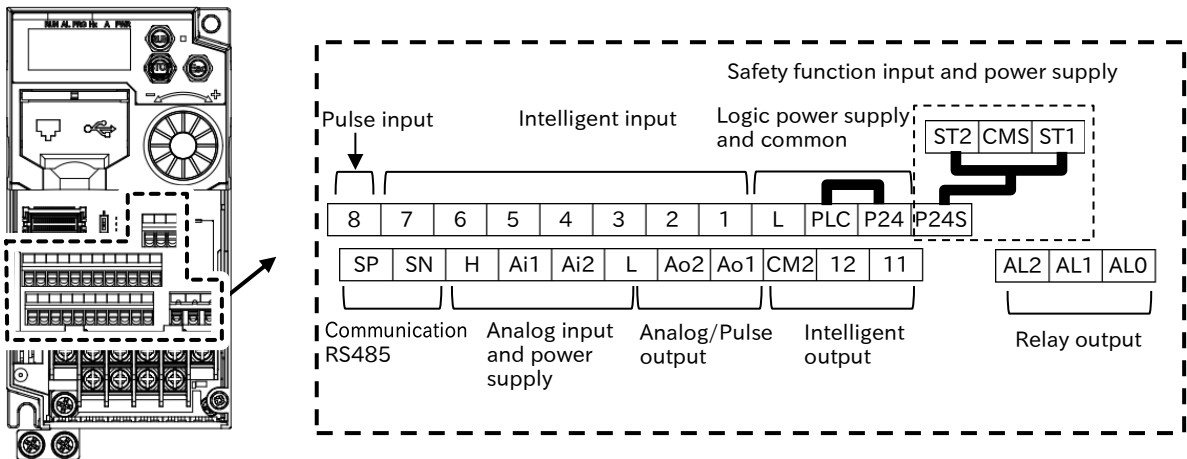 RUN AL PRG Hz A PWR
RUN
STOP
Esc
- +
Safety function input and power supply
Pulse input
Intelligent input
Logic power supply
and common
ST2 CMS ST1
8 7 6 5 4 3 2 1 L PLC P24 P24S
SP SN H Ai1 Ai2 L Ao2 Ao1 CM2 12 11
AL2 AL1 AL0
Communication
RS485
Analog input
and power
supply
Analog/Pulse
output
Intelligent
output
Relay output